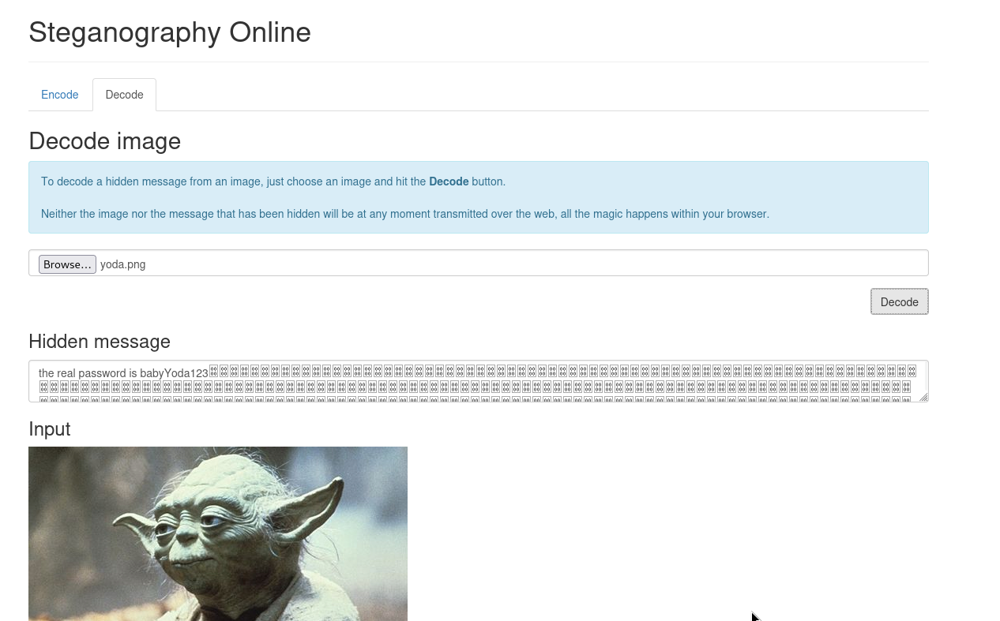 Steganography Online
Encode Decode
Decode image
To decode a hidden message from an image, just choose an image and hit the Decode button.
Neither the image nor the message that has been hidden will be at any moment transmitted over the web, all the magic happens within your browser.
Browse... yoda.png
Decode
Hidden message
the real password is babyYoda123
Input